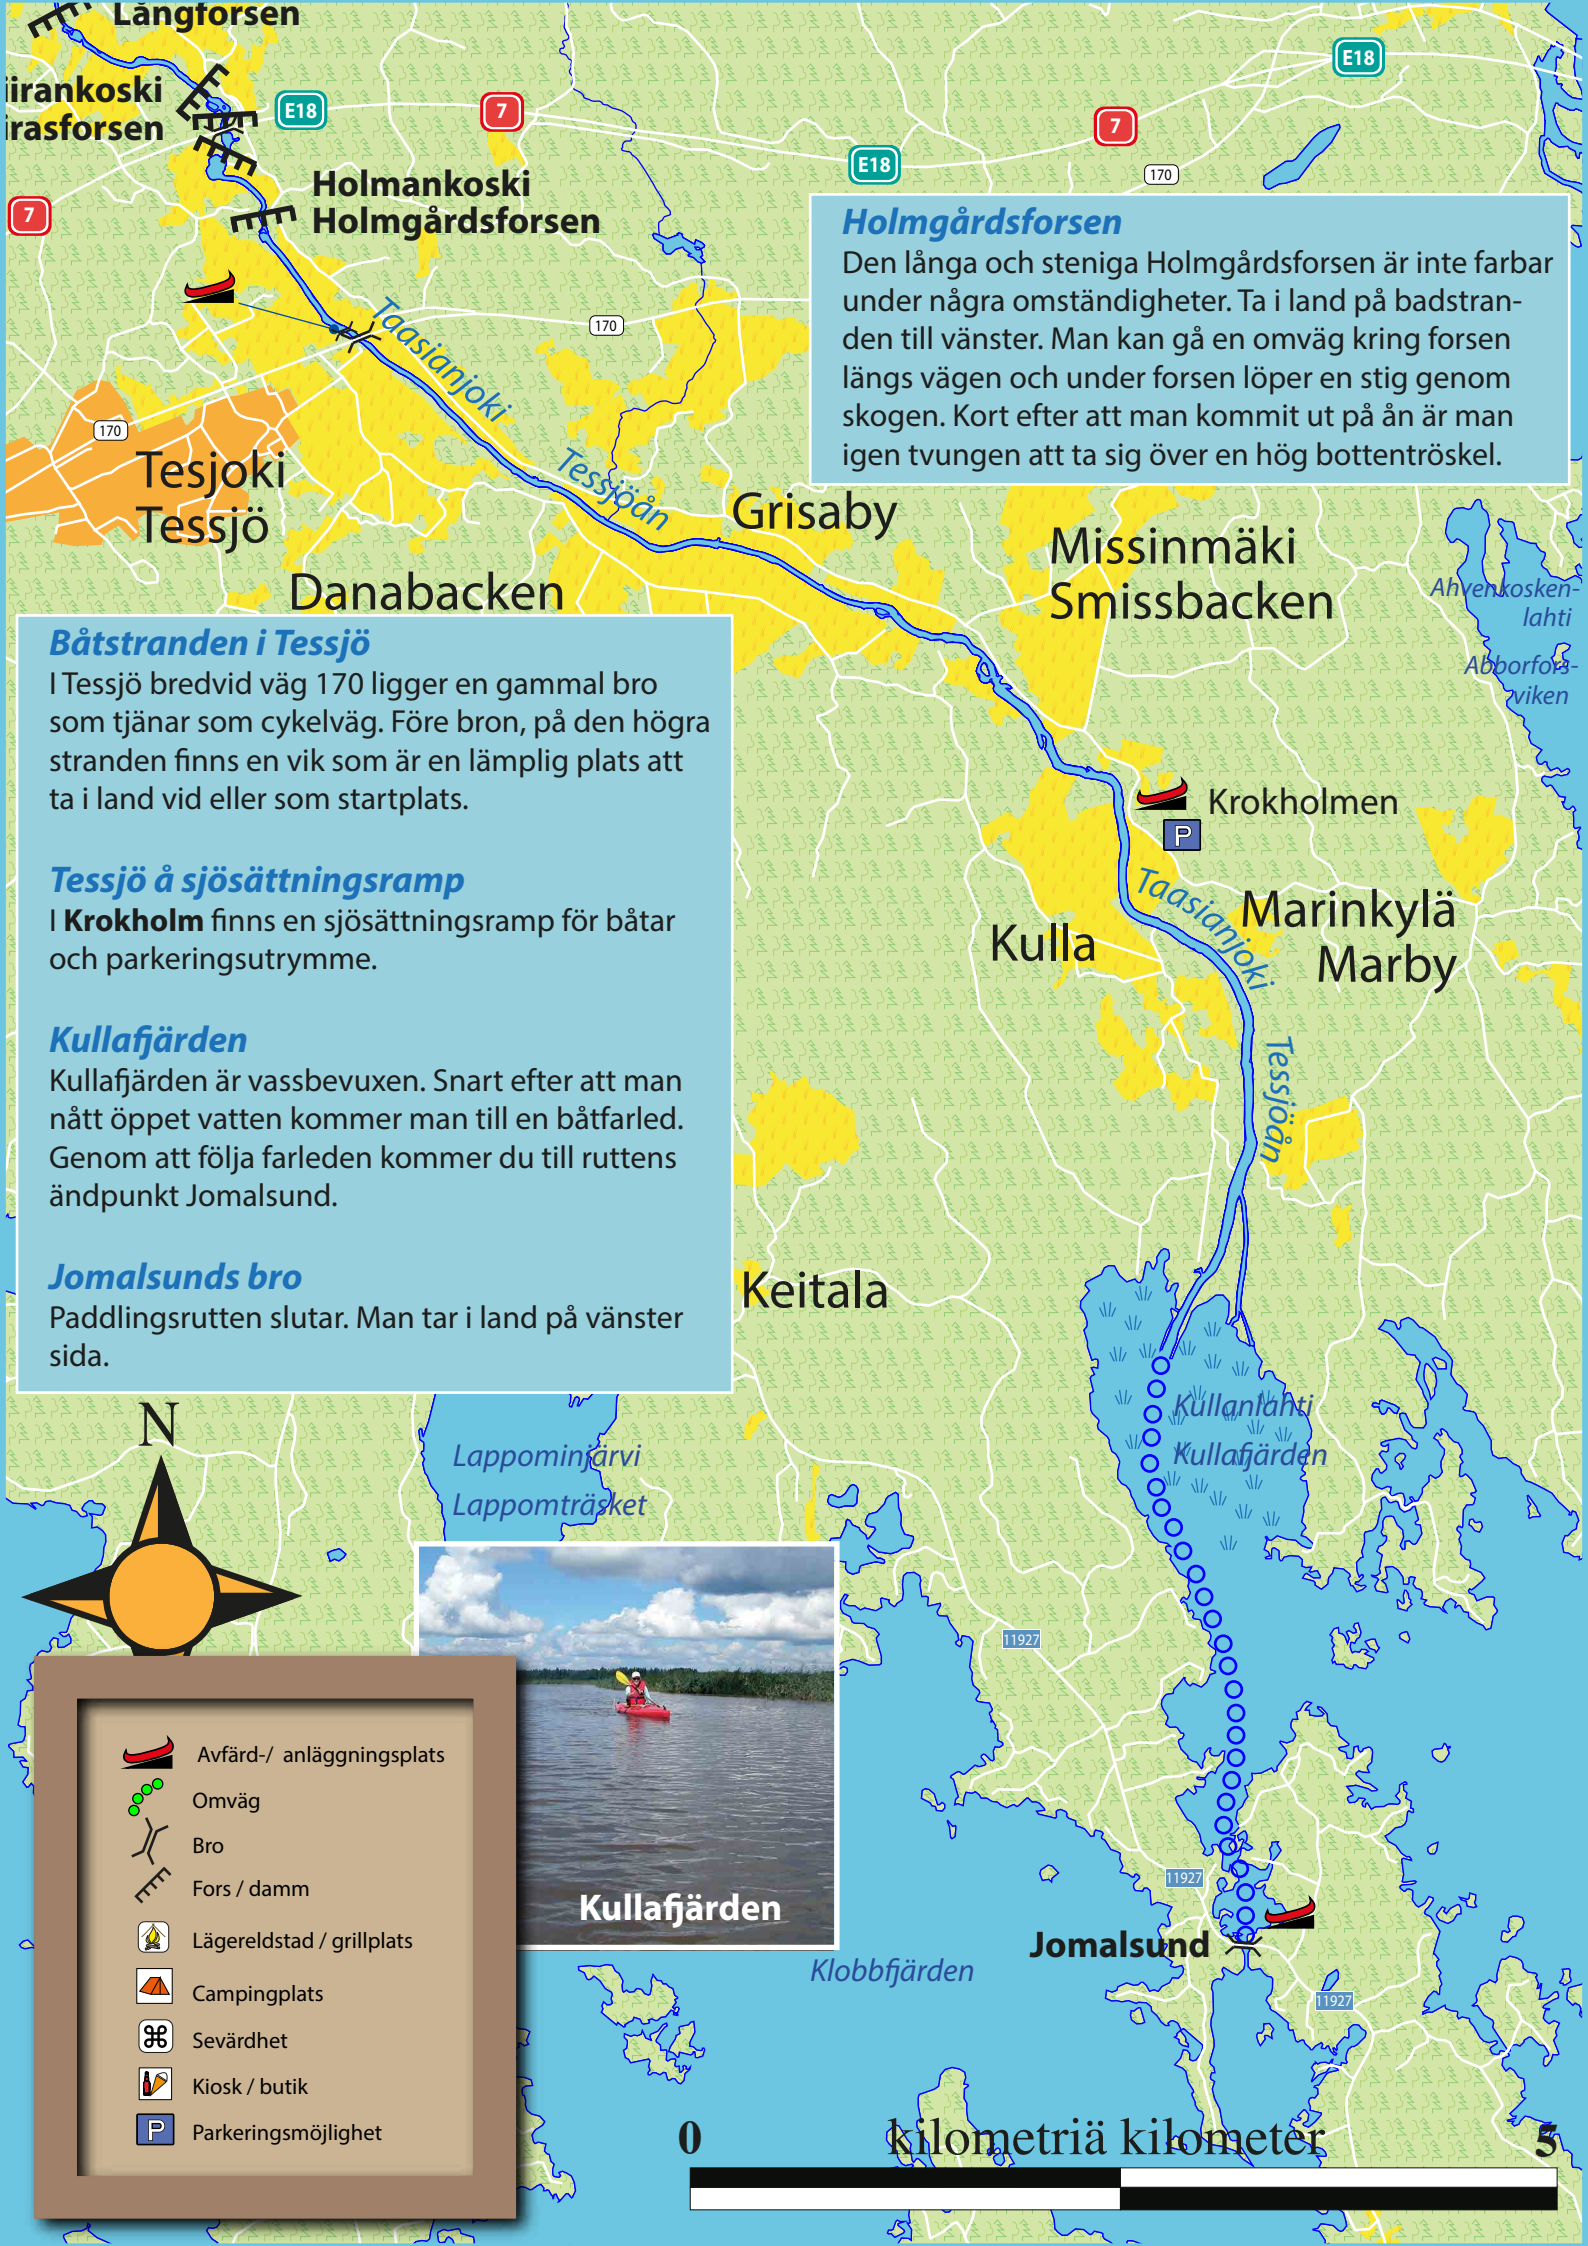 Långforsen
iirankoski
irasforsen
E18
7
E18
7
E18
170
7
Holmankoski
Holmgårdsforsen
Holmgårdsforsen
Den långa och steniga Holmgårdsforsen är inte farbar
under några omständigheter. Ta i land på badstran-
den till vänster. Man kan gå en omväg kring forsen
längs vägen och under forsen löper en stig genom
skogen. Kort efter att man kommit ut på ån är man
igen tvungen att ta sig över en hög bottentröskel.
Taasianjoki
170
170
Tesjoki
Tessjö
Tessjöån
Grisaby
Missinmäki
Smissbacken
Danabacken
Ahvenkosken-
lahti
Abborfors-
viken
Båtstranden i Tessjö
I Tessjö bredvid väg 170 ligger en gammal bro
som tjänar som cykelväg. Före bron, på den högra
stranden finns en vik som är en lämplig plats att
ta i land vid eller som startplats.
Tessjö å sjösättningsramp
I Krokholm finns en sjösättningsramp för båtar
och parkeringsutrymme.
Kullafjärden
Kullafjärden är vassbevuxen. Snart efter att man
nått öppet vatten kommer man till en båtfarled.
Genom att följa farleden kommer du till ruttens
ändpunkt Jomalsund.
Jomalsunds bro
Paddlingsrutten slutar. Man tar i land på vänster
sida.
Krokholmen
P
Taasianjoki
Marinkylä
Marby
Kulla
Tessjöån
Keitala
Kullanlahti
Kullafjärden
N
Lappominjärvi
Lappomträsket
11927
Kullafjärden
11927
Jomalsund
11927
Klobbfjärden
Avfärd-/ anläggningsplats
Omväg
Bro
Fors / damm
Lägereldstad / grillplats
Campingplats
Sevärdhet
Kiosk / butik
P Parkeringsmöjlighet
0 kilometriä kilometer 5